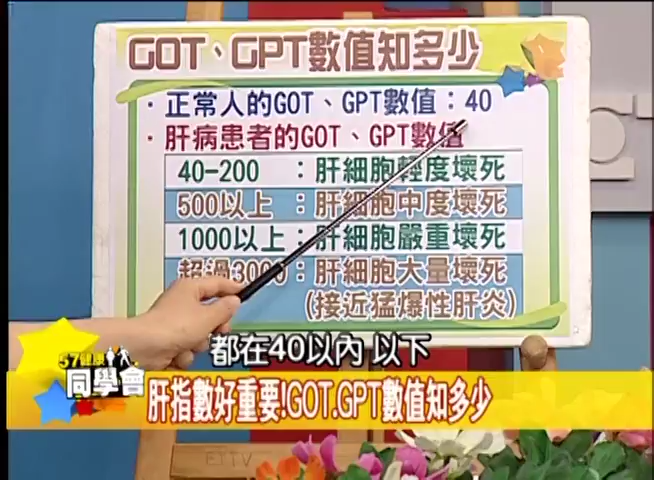 GOT、GPT數值知多少
·正常人的GOT、GPT數值：40
·肝病患者的GOT、GPT數值
40-200 ：肝細胞輕度壞死
500以上 ：肝細胞中度壞死
1000以上：肝細胞嚴重壞死
超過3000：肝細胞大量壞死
(接近猛爆性肝炎)
都在40以內 以下
57健康
同學會
肝指數好重要!GOT.GPT數值知多少
ETTV